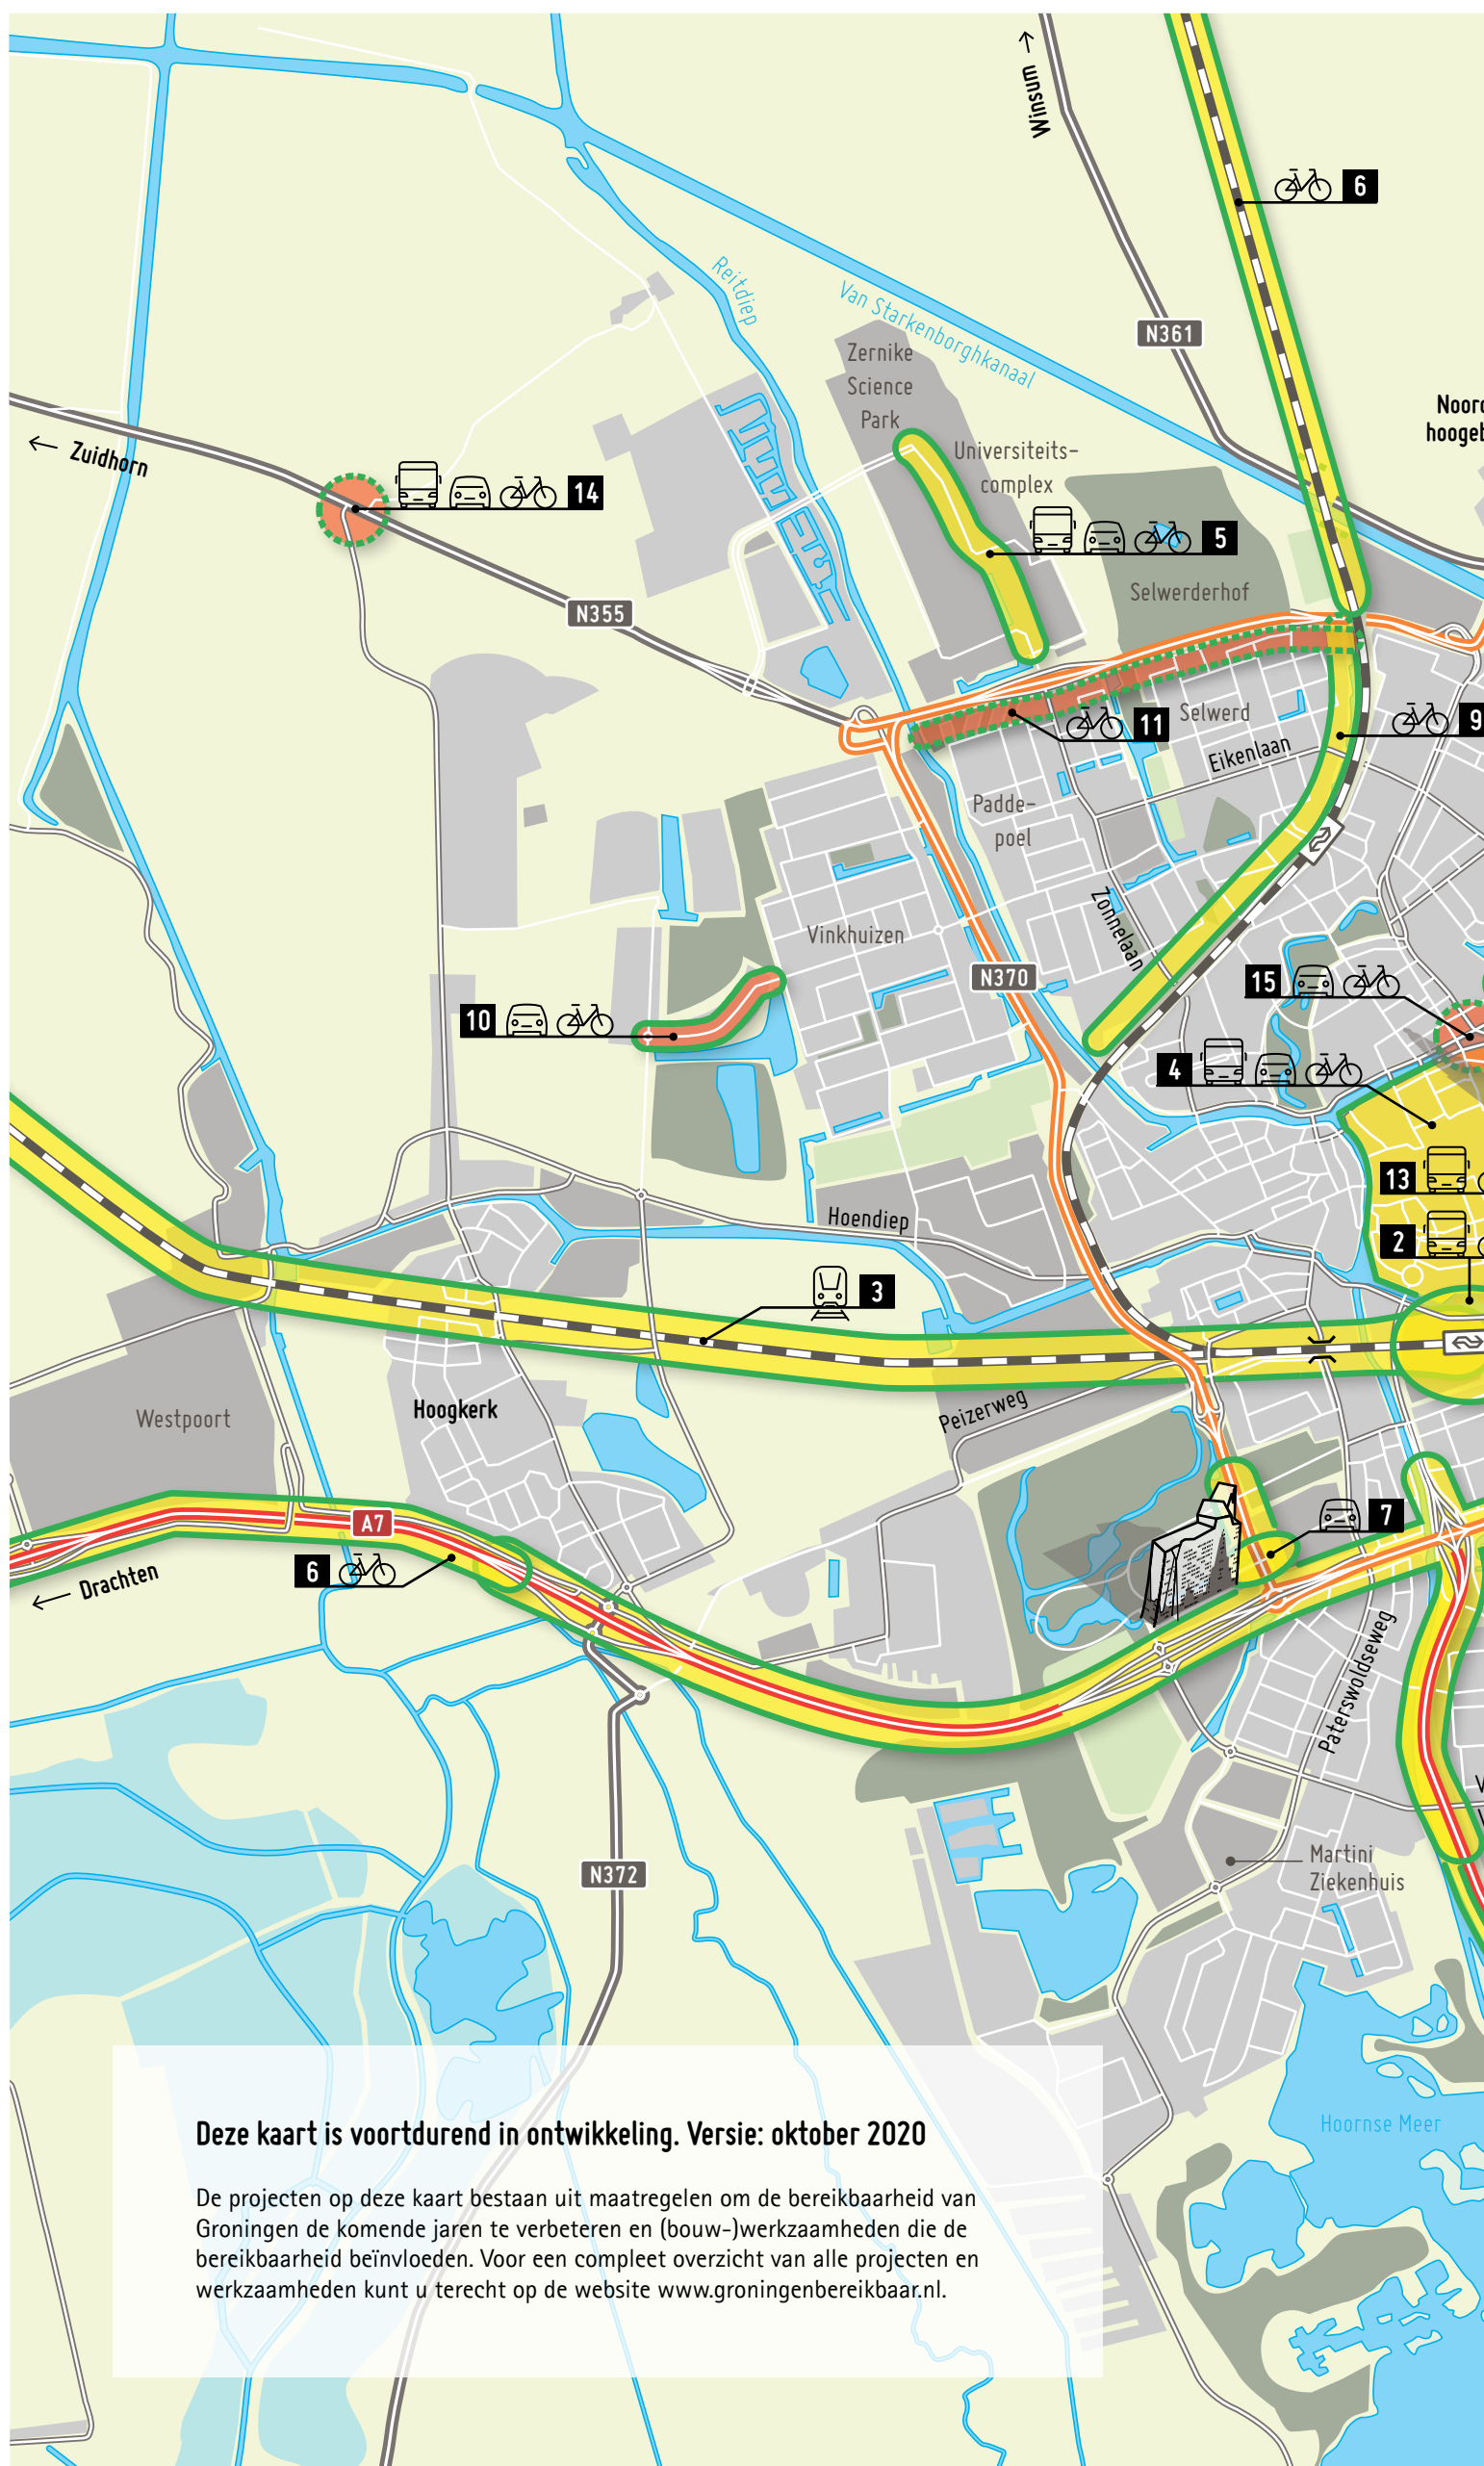 Winsum
6
Reitdiep
Van Starkenborghkanaal
N361
Zernike
Science
Park
Zuidhorn
Universiteits-
complex
14
5
Selwerderhof
N355
11
Selwerd
9
Eikenlaan
Padde-
poel
Zonnelaan
Vinkhuizen
N370
15
10
4
13
Hoendiep
2
3
Westpoort
Hoogkerk
Peizerweg
A7
7
6
Drachten
Paterswoldseweg
Martini
Ziekenhuis
N372
Hoornse Meer
Deze kaart is voortdurend in ontwikkeling. Versie: oktober 2020
De projecten op deze kaart bestaan uit maatregelen om de bereikbaarheid van
Groningen de komende jaren te verbeteren en (bouw-)werkzaamheden die de
bereikbaarheid beïnvloeden. Voor een compleet overzicht van alle projecten en
werkzaamheden kunt u terecht op de website www.groningenbereikbaar.nl.